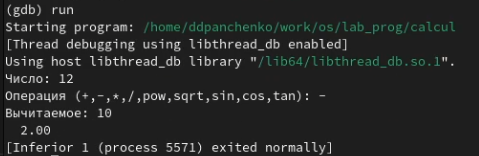 (gdb) run
Starting program: /home/ddpanchenko/work/os/lab_prog/calcul
[Thread debugging using libthread_db enabled]
Using host libthread_db library "/lib64/libthread_db.so.1".
Число: 12
Операция (+,-,*,/,pow,sqrt,sin,cos,tan): -
Вычитаемое: 10
  2.00
[Inferior 1 (process 5571) exited normally]